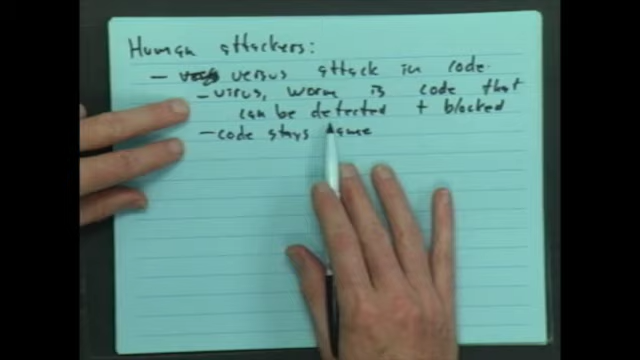 Human attackers:
- versus attack in code.
- virus, worm is code that
can be detected + blocked
- code stays same